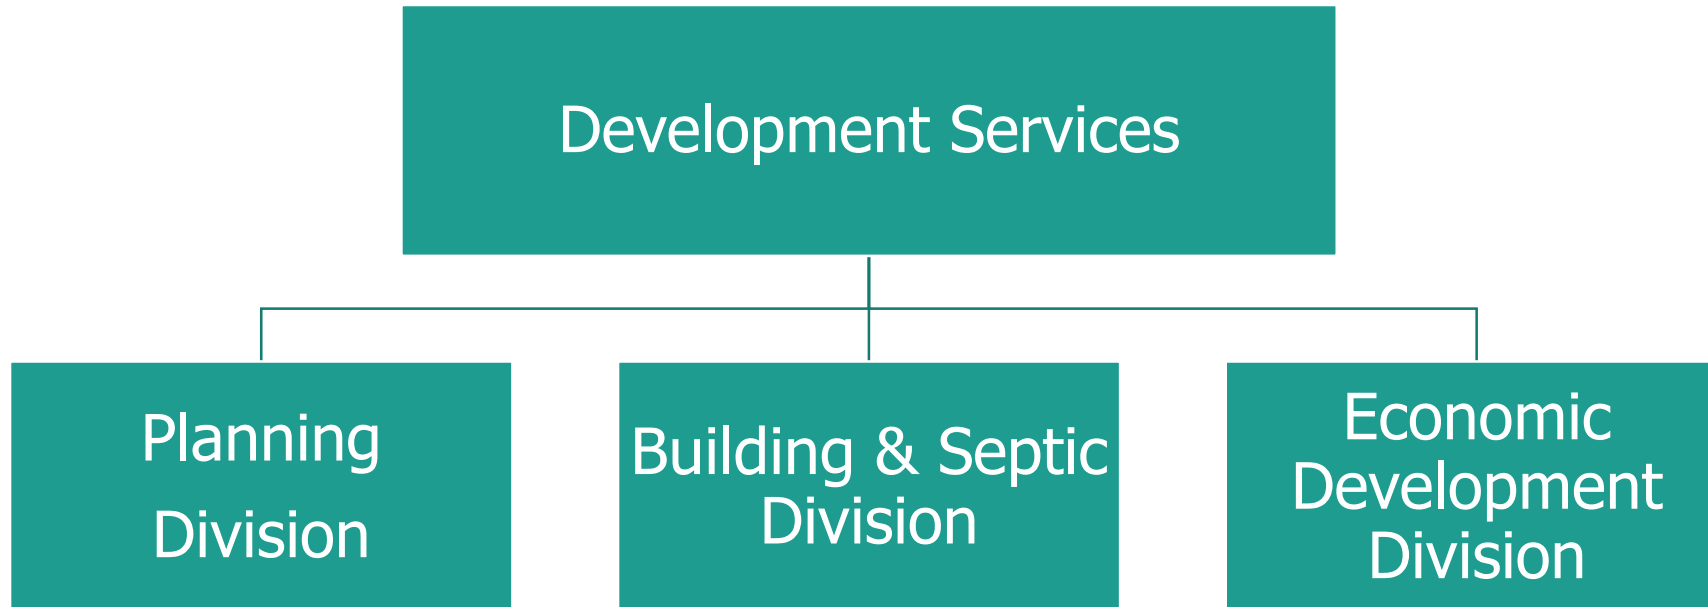 Development Services
Planning
Division
Building & Septic
Division
Economic
Development
Division